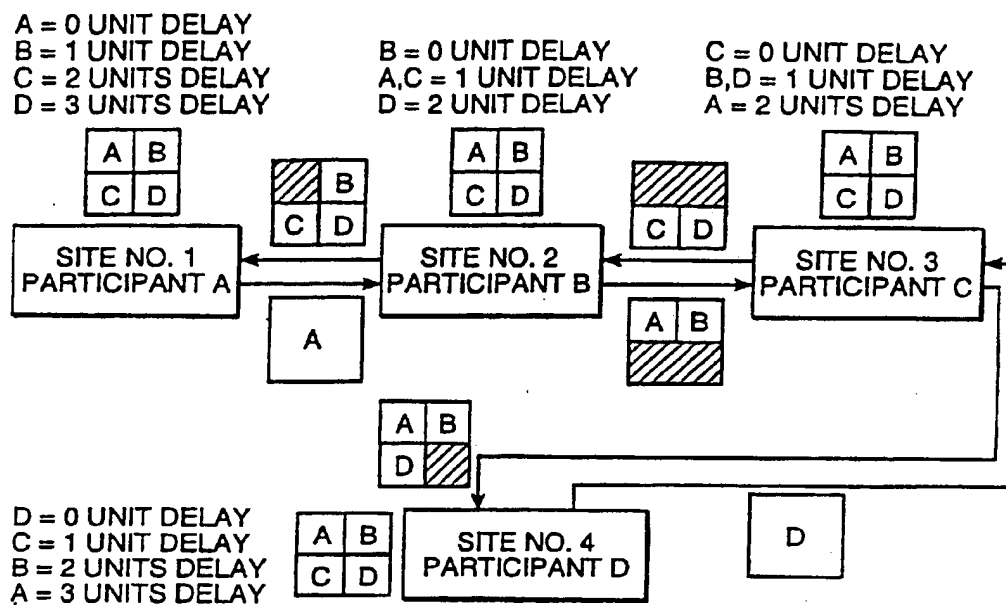 A = 0 UNIT DELAY
B = 1 UNIT DELAY
C = 2 UNITS DELAY
D = 3 UNITS DELAY
B = 0 UNIT DELAY
A,C = 1 UNIT DELAY
D = 2 UNIT DELAY
C = 0 UNIT DELAY
B,D = 1 UNIT DELAY
A = 2 UNITS DELAY
A B
C D
B
C D
A B
C D
C D
A B
C D
SITE NO. 1
PARTICIPANT A
SITE NO. 2
PARTICIPANT B
SITE NO. 3
PARTICIPANT C
A
A B
A B
D
D = 0 UNIT DELAY
C = 1 UNIT DELAY
B = 2 UNITS DELAY
A = 3 UNITS DELAY
A B
C D
SITE NO. 4
PARTICIPANT D
D